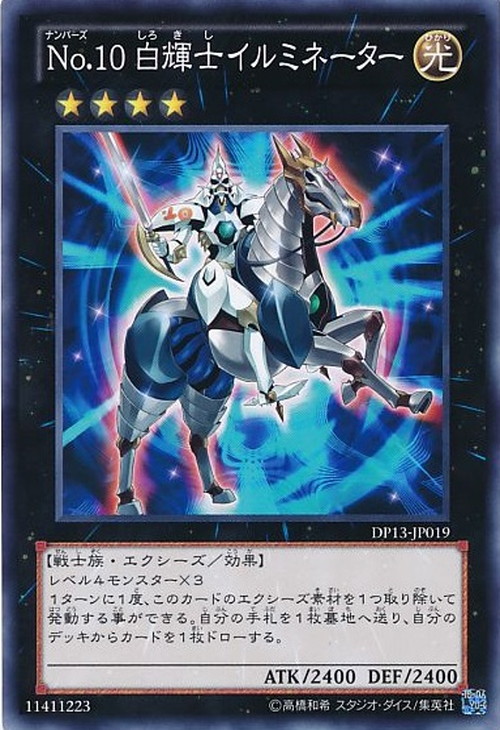 ナンバーズ しろきし
No.10 白輝士イルミネーター
ひかり
光
10
DP13-JP019
【戦士族・エクシーズ/効果】
レベル4モンスター×3
1ターンに1度、このカードのエクシーズ素材を1つ取り除いて
発動する事ができる。自分の手札を1枚墓地へ送り、自分の
デッキからカードを1枚ドローする。
ATK/2400 DEF/2400
11411223
©高橋和希 スタジオ・ダイス/集英社